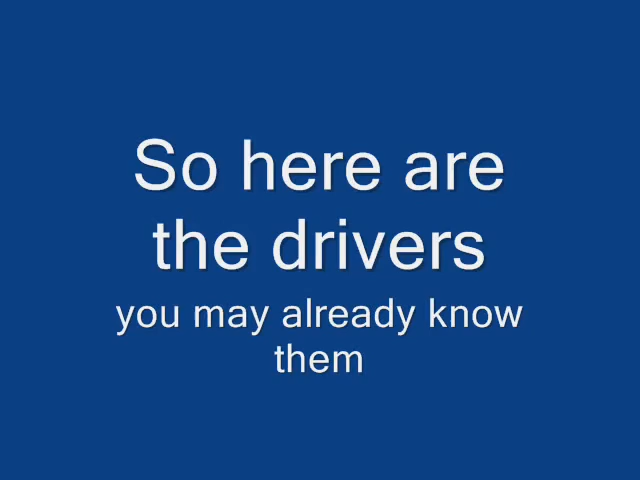 So here are
the drivers
you may already know
them